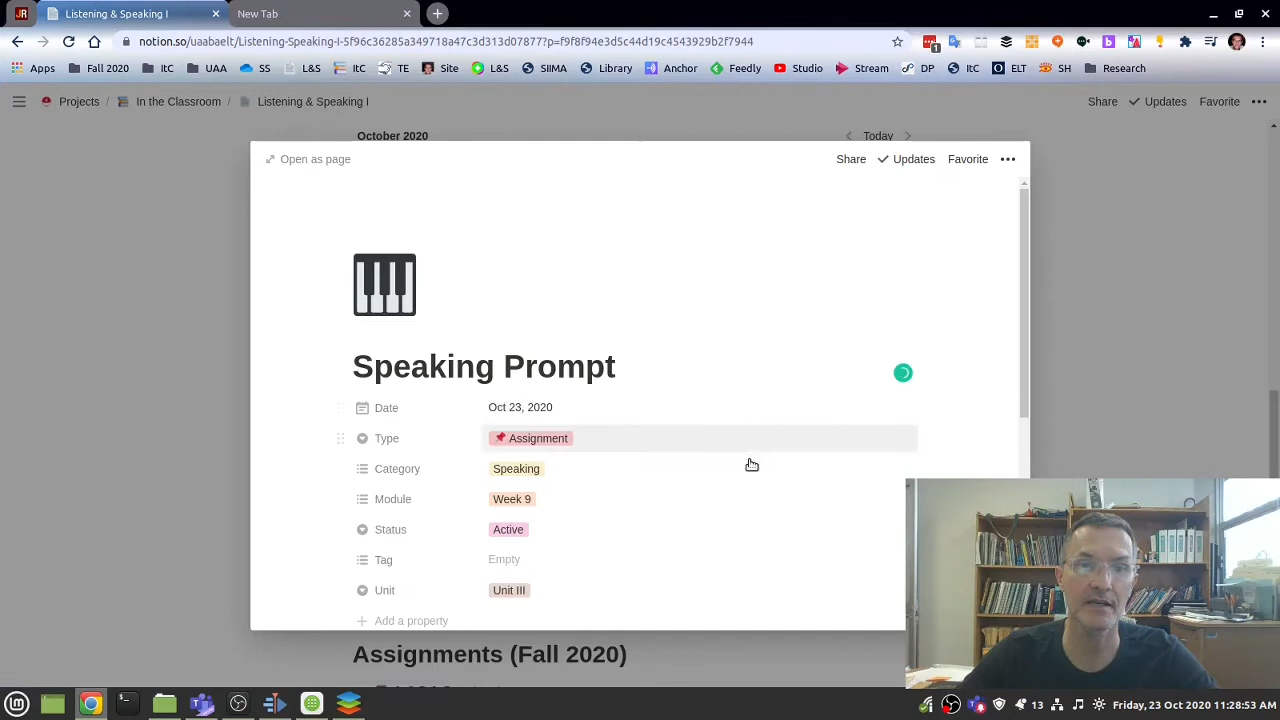 JR Listening & Speaking I × New Tab ×
notion.so/uaabaelt/Listening-Speaking-I-5f96c36285a349718a47c3d313d07877?p=f9f8f94e3d5c44d19c4543929b2f7944
Apps Fall 2020 ItC UAA SS L&S ItC TE Site L&S SIIMA Library Anchor Feedly Studio Stream DP ItC ELT SH Research
Projects / In the Classroom / Listening & Speaking I Share Updates Favorite
October 2020 Today
Open as page Share Updates Favorite
Speaking Prompt
Date Oct 23, 2020
Type Assignment
Category Speaking
Module Week 9
Status Active
Tag Empty
Unit Unit III
Add a property
Assignments (Fall 2020)
13 Friday, 23 Oct 2020 11:28:53 AM